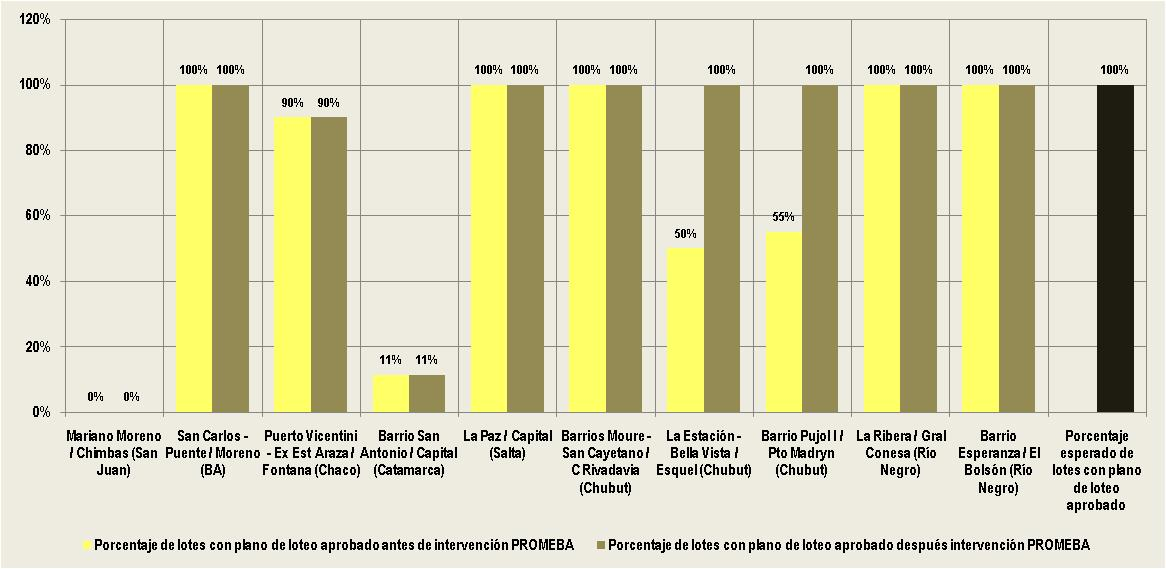 120%
100%
80%
60%
40%
20%
0%
0% 0%
100% 100%
90% 90%
11% 11%
100% 100%
100% 100%
50% 100%
55% 100%
100% 100%
100% 100%
100%
Mariano Moreno
/ Chimbas (San
Juan)
San Carlos -
Puente / Moreno
(BA)
Puerto Vicentini
- Ex Est Araza /
Fontana (Chaco)
Barrio San
Antonio / Capital
(Catamarca)
La Paz / Capital
(Salta)
Barrios Moure -
San Cayetano /
C Rivadavia
(Chubut)
La Estación -
Bella Vista /
Esquel (Chubut)
Barrio Pujol I /
Pto Madryn
(Chubut)
La Ribera / Gral
Conesa (Río
Negro)
Barrio
Esperanza / El
Bolsón (Río
Negro)
Porcentaje
esperado de
lotes con plano
de loteo
aprobado
Porcentaje de lotes con plano de loteo aprobado antes de intervención PROMEBA
Porcentaje de lotes con plano de loteo aprobado después intervención PROMEBA